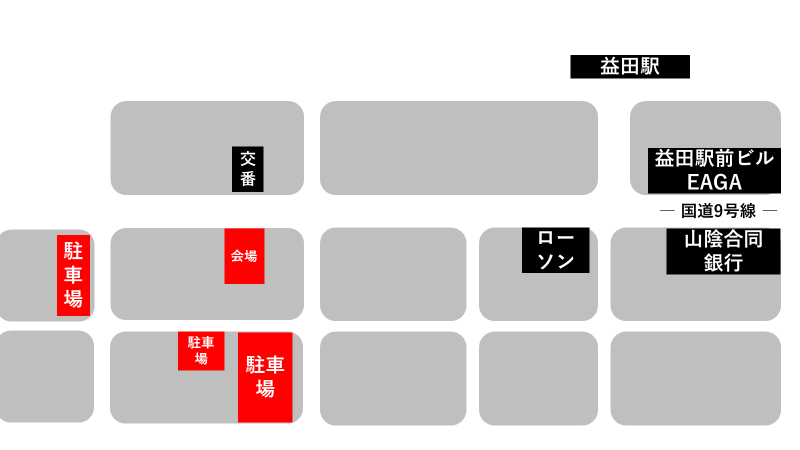 益田駅
交
番
益田駅前ビル
EAGA
国道9号線
駐
車
場
会場
ロー
ソン
山陰合同
銀行
駐車
場
駐車
場